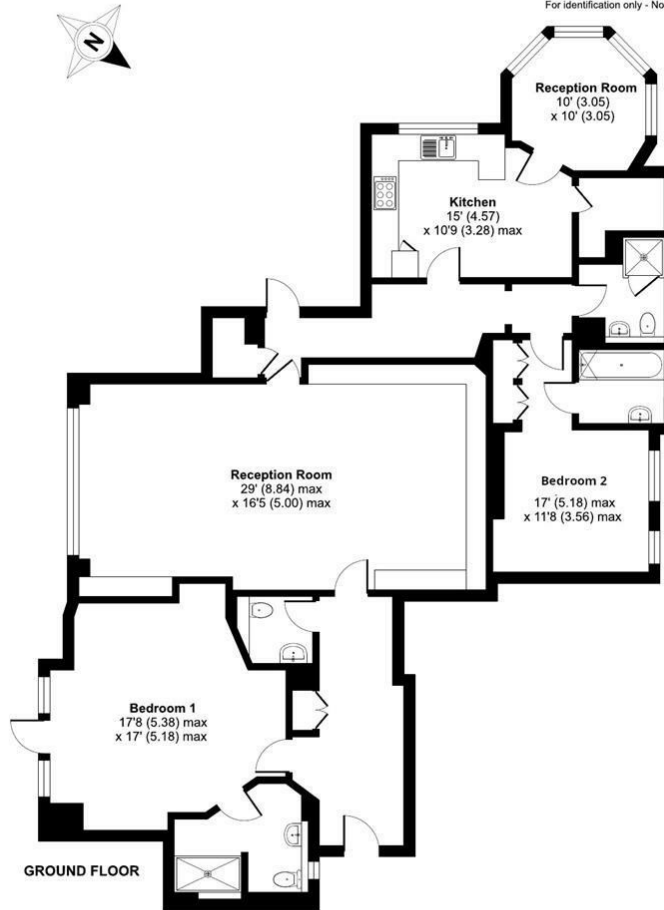 For identification only - No
N
Reception Room
10' (3.05)
x 10' (3.05)
Kitchen
15' (4.57)
x 10'9 (3.28) max
Reception Room
29' (8.84) max
x 16'5 (5.00) max
Bedroom 2
17' (5.18) max
x 11'8 (3.56) max
Bedroom 1
17'8 (5.38) max
x 17' (5.18) max
GROUND FLOOR